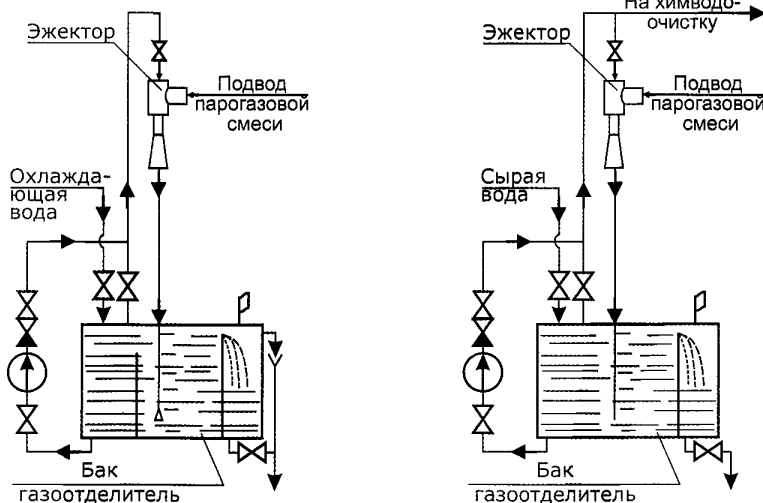 Эжектор
Подвод
парогазовой
смеси
Охлажда-
ющая
вода
Бак
газоотделитель
На химводо-
очистку
Эжектор
Подвод
парогазовой
смеси
Сырая
вода
Бак
газоотделитель